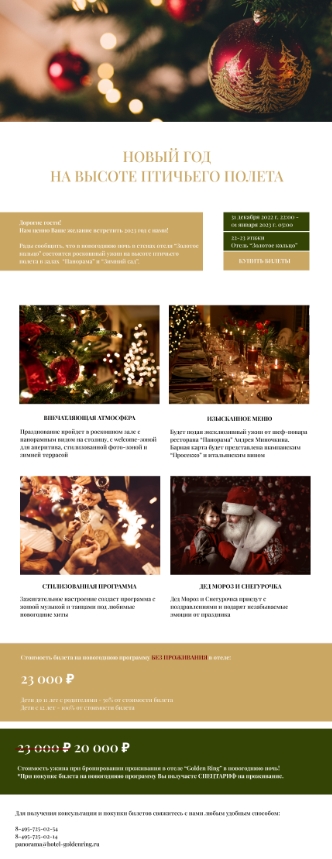 НОВЫЙ ГОД
НА ВЫСОТЕ ПТИЧЬЕГО ПОЛЕТА
Дорогие гости!
Нам ценно Ваше желание встретить 2023 год с нами!
Рады сообщить, что в новогоднюю ночь в стенах отеля "Золотое
кольцо" состоится роскошный ужин на высоте птичьего
полета в залах "Панорама" и "Зимний сад".
31 декабря 2022 г. 22:00 -
01 января 2023 г. 03:00
22-23 этажи
Отель "Золотое кольцо"
КУПИТЬ БИЛЕТЫ
ВПЕЧАТЛЯЮЩАЯ АТМОСФЕРА
Празднование пройдет в роскошном зале с
панорамным видом на столицу, с welcome-зоной
для аперитива, стилизованной фото-зоной и
зимней террасой
ИЗЫСКАННОЕ МЕНЮ
Будет подан эксклюзивный ужин от шеф-повара
ресторана "Панорама" Андрея
Барная карта будет представлена шампанским
"Просекко" и итальянским вином
СТИЛИЗОВАННАЯ ПРОГРАММА
Зажигательное настроение создаст программа с
живой музыкой и танцами под любимые
новогодние хиты
ДЕД МОРОЗ И СНЕГУРОЧКА
Дед Мороз и Снегурочка придут с
поздравлениями и подарят незабываемые
эмоции от праздника
Стоимость билета на новогоднюю программу БЕЗ ПРОЖИВАНИЯ в отеле:
23 000 ₽
Дети до 11 лет с родителями - 50% от стоимости билета
Дети с 12 лет - 100% от стоимости билета
23 000 ₽ 20 000 ₽
Стоимость ужина при бронировании проживания в отеле "Golden Ring" в новогоднюю ночь!
*При покупке билета на новогоднюю программу Вы получаете СПЕЦТАРИФ на проживание.
Для получения консультации и покупки билетов свяжитесь с нами любым удобным способом:
8-495-725-02-54
8-495-725-02-14
panorama@hotel-goldenring.ru